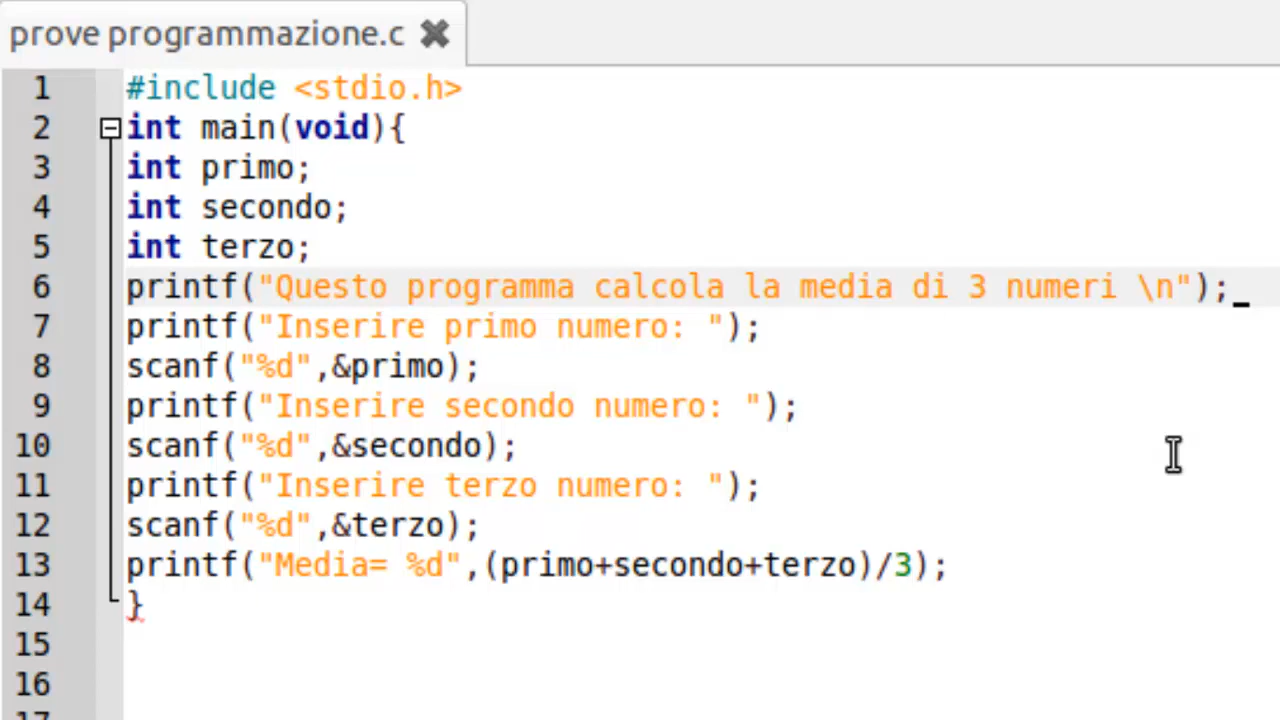 prove programmazione.c
1 #include <stdio.h>
2 int main(void){
3 int primo;
4 int secondo;
5 int terzo;
6 printf("Questo programma calcola la media di 3 numeri \n");
7 printf("Inserire primo numero: ");
8 scanf("%d",&primo);
9 printf("Inserire secondo numero: ");
10 scanf("%d",&secondo);
11 printf("Inserire terzo numero: ");
12 scanf("%d",&terzo);
13 printf("Media= %d",(primo+secondo+terzo)/3);
14 }
15
16
17